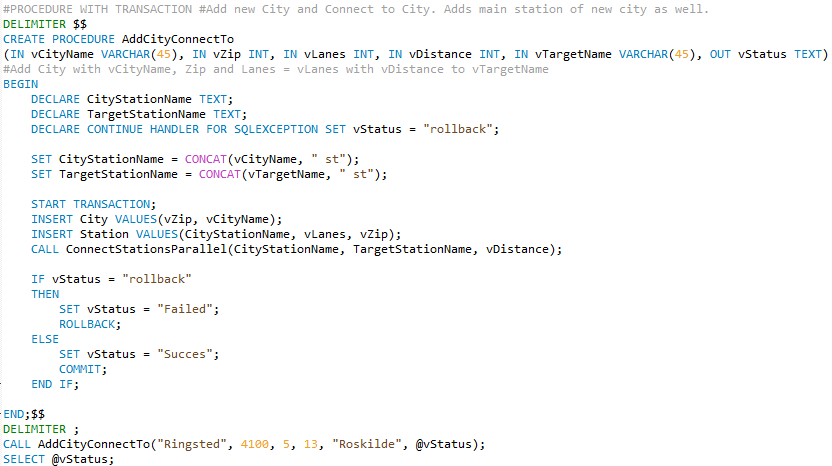 #PROCEDURE WITH TRANSACTION #Add new City and Connect to City. Adds main station of new city as well.
DELIMITER $$
CREATE PROCEDURE AddCityConnectTo
(IN vCityName VARCHAR(45), IN vZip INT, IN vLanes INT, IN vDistance INT, IN vTargetName VARCHAR(45), OUT vStatus TEXT)
#Add City with vCityName, Zip and Lanes = vLanes with vDistance to vTargetName
BEGIN
    DECLARE CityStationName TEXT;
    DECLARE TargetStationName TEXT;
    DECLARE CONTINUE HANDLER FOR SQLEXCEPTION SET vStatus = "rollback";

    SET CityStationName = CONCAT(vCityName, " st");
    SET TargetStationName = CONCAT(vTargetName, " st");

    START TRANSACTION;
    INSERT City VALUES(vZip, vCityName);
    INSERT Station VALUES(CityStationName, vLanes, vZip);
    CALL ConnectStationsParallel(CityStationName, TargetStationName, vDistance);

    IF vStatus = "rollback"
    THEN
        SET vStatus = "Failed";
        ROLLBACK;
    ELSE
        SET vStatus = "Succes";
        COMMIT;
    END IF;

END;$$
DELIMITER ;
CALL AddCityConnectTo("Ringsted", 4100, 5, 13, "Roskilde", @vStatus);
SELECT @vStatus;